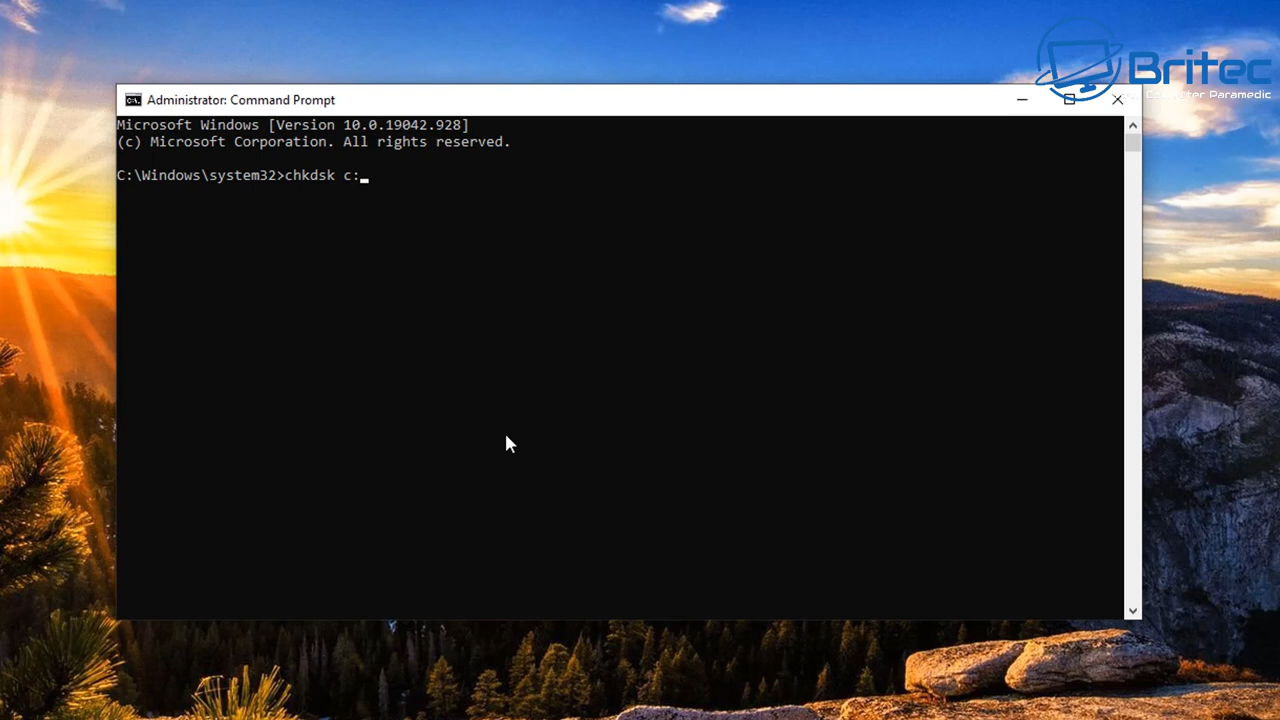 Britec
Computer Paramedic
Administrator: Command Prompt
Microsoft Windows [Version 10.0.19042.928]
(c) Microsoft Corporation. All rights reserved.
C:\Windows\system32>chkdsk c: